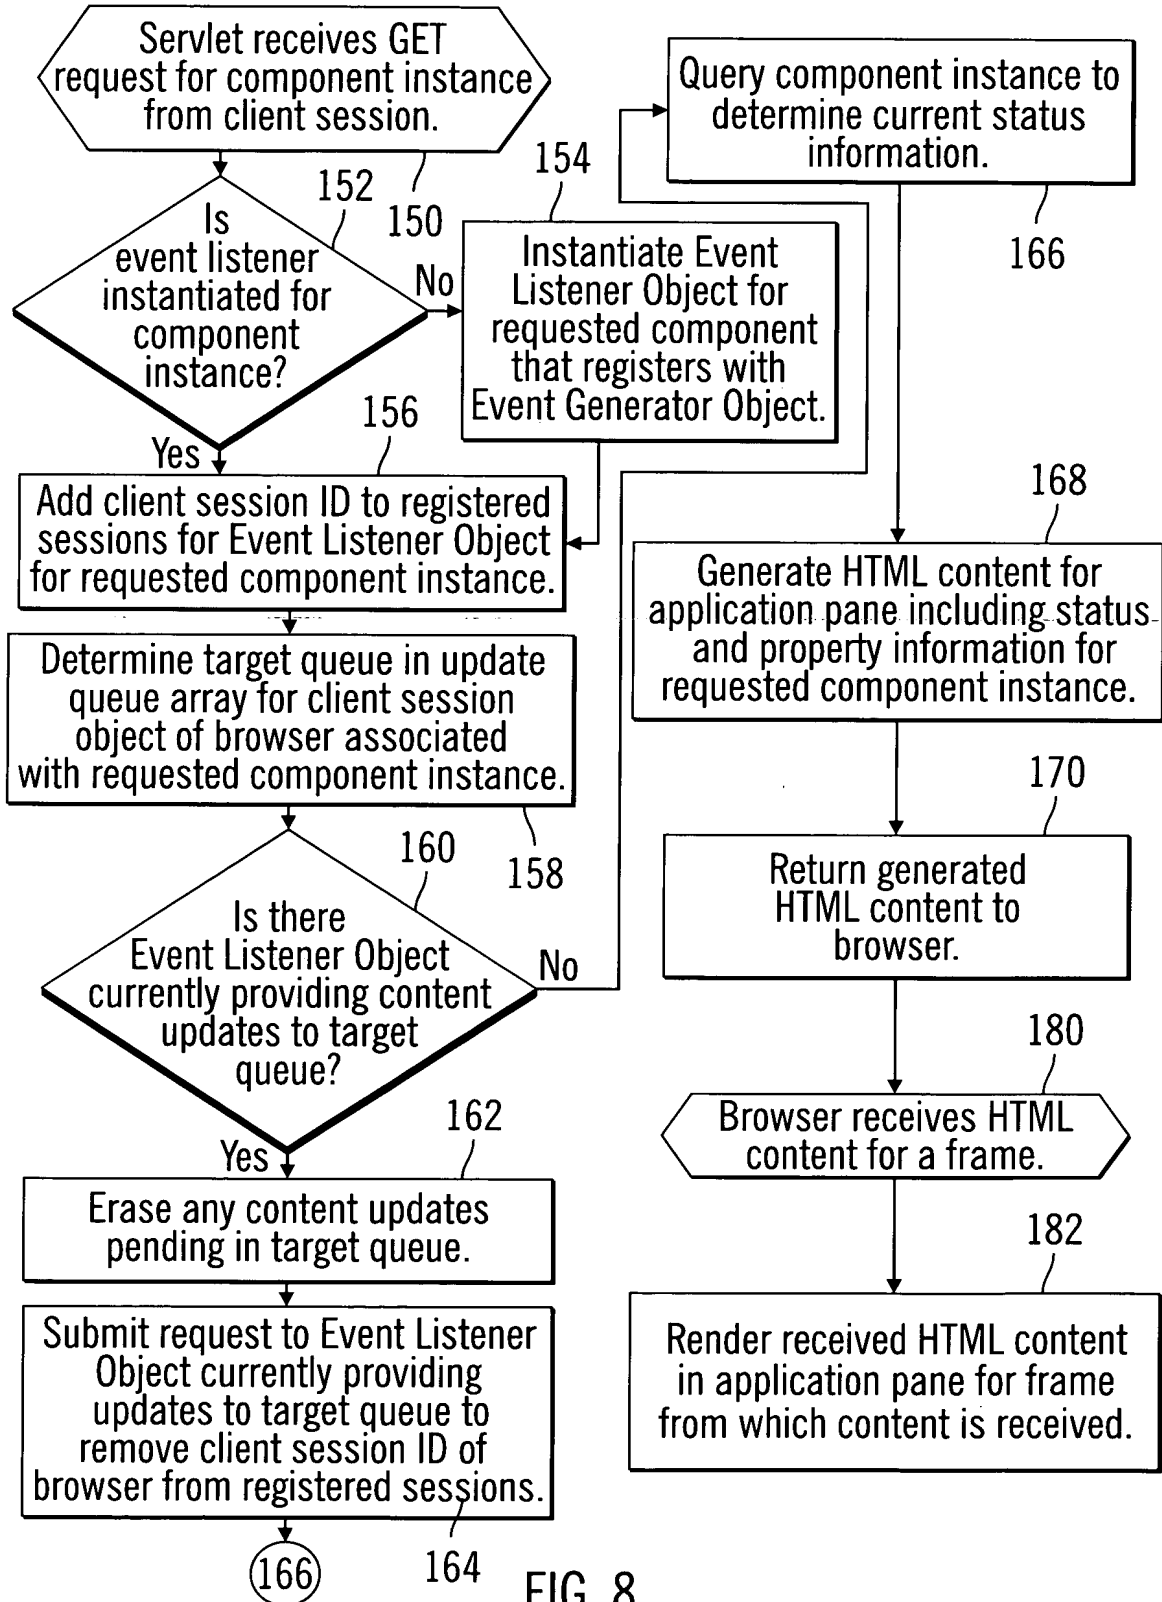 Servlet receives GET
request for component instance
from client session.
150
152
Is
event listener
instantiated for
component
instance?
No
Yes
154
Instantiate Event
Listener Object for
requested component
that registers with
Event Generator Object.
156
Add client session ID to registered
sessions for Event Listener Object
for requested component instance.
Determine target queue in update
queue array for client session
object of browser associated
with requested component instance.
158
160
Is there
Event Listener Object
currently providing content
updates to target
queue?
No
Yes
162
Erase any content updates
pending in target queue.
Submit request to Event Listener
Object currently providing
updates to target queue to
remove client session ID of
browser from registered sessions.
164
166
Query component instance to
determine current status
information.
166
168
Generate HTML content for
application pane including status
and property information for
requested component instance.
170
Return generated
HTML content to
browser.
180
Browser receives HTML
content for a frame.
182
Render received HTML content
in application pane for frame
from which content is received.
FIG. 8